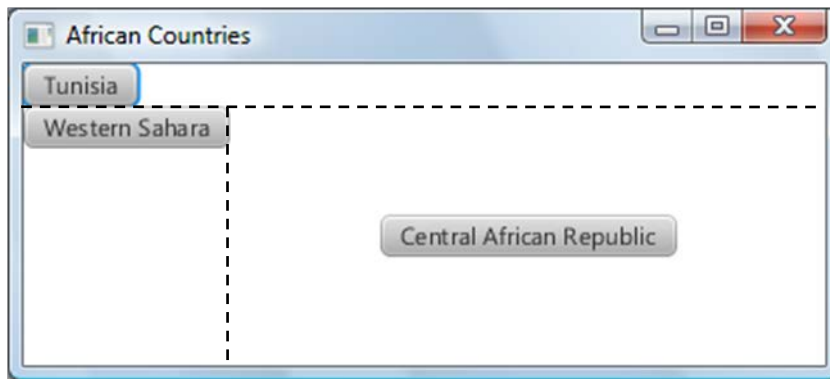 African Countries
Tunisia
Western Sahara
Central African Republic